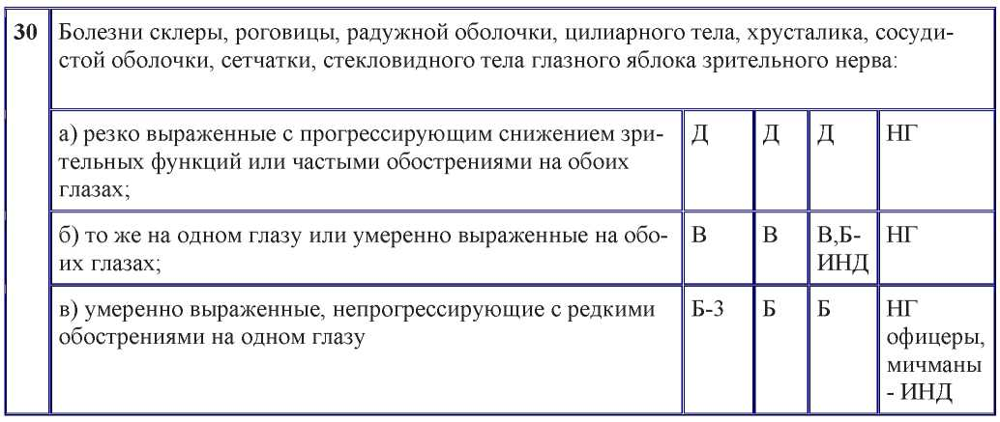 30 Болезни склеры, роговицы, радужной оболочки, цилиарного тела, хрусталика, сосуди-
стой оболочки, сетчатки, стекловидного тела глазного яблока зрительного нерва:
а) резко выраженные с прогрессирующим снижением зри- Д Д Д НГ
тельных функций или частыми обострениями на обоих
глазах;
б) то же на одном глазу или умеренно выраженные на обо- В В В,Б- НГ
их глазах; ИНД
в) умеренно выраженные, непрогрессирующие с редкими Б-3 Б Б НГ
обострениями на одном глазу офицеры,
мичманы
- ИНД